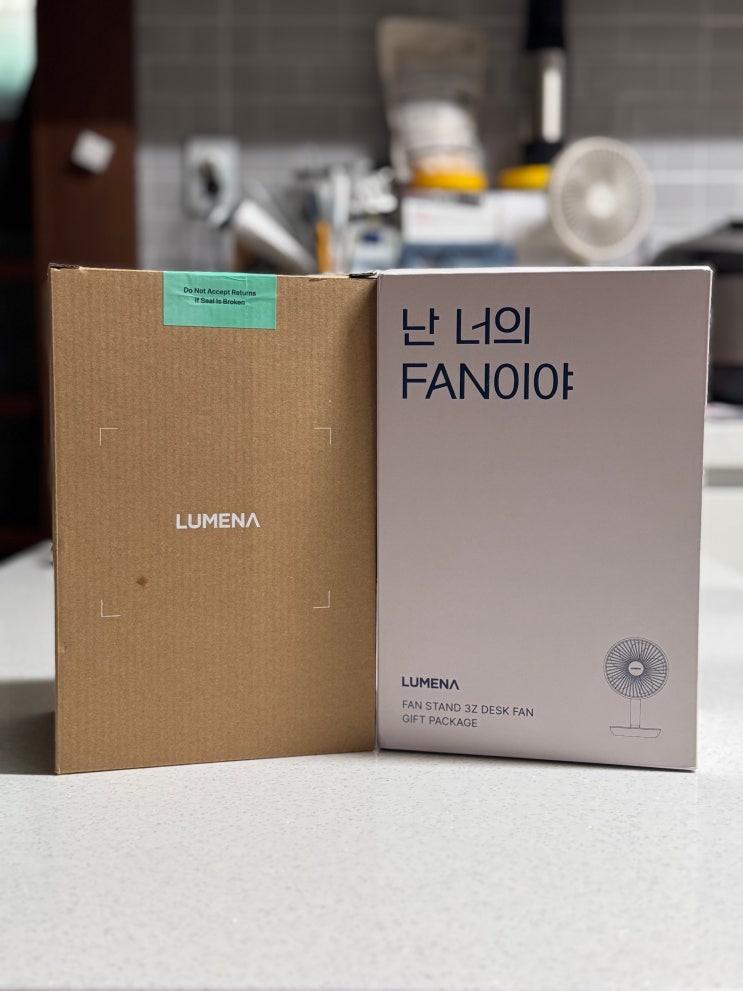 Do Not Accept Returns
If Seal Is Broken
LUMENA
난 너의
FAN이야
LUMENA
FAN STAND 3Z DESK FAN
GIFT PACKAGE